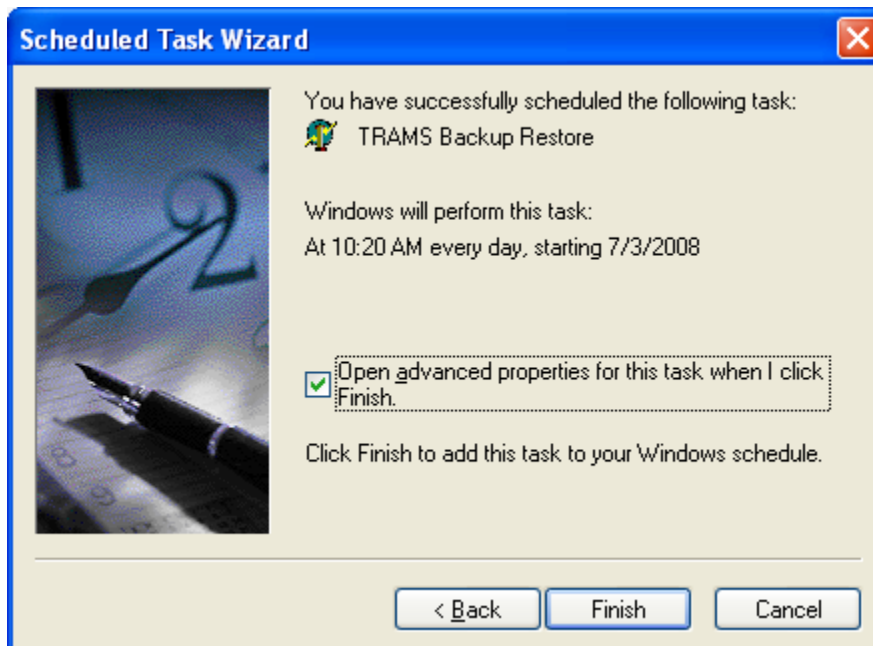 Scheduled Task Wizard
You have successfully scheduled the following task:
TRAMS Backup Restore
Windows will perform this task:
At 10:20 AM every day, starting 7/3/2008
Open advanced properties for this task when I click
Finish.
Click Finish to add this task to your Windows schedule.
< Back
Finish
Cancel